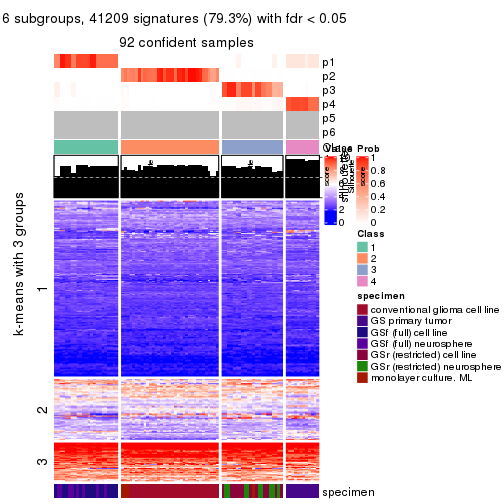 6 subgroups, 41209 signatures (79.3%) with fdr < 0.05
92 confident samples
p1
p2
p3
p4
p5
p6
Value
Prob
1
0.8
0.6
0.4
0.2
0
2
0
Class
1
2
3
4
specimen
conventional glioma cell line
GS primary tumor
GSf (full) cell line
GSf (full) neurosphere
GSr (restricted) cell line
GSr (restricted) neurosphere
monolayer culture. ML
k-means with 3 groups
1
2
3
specimen